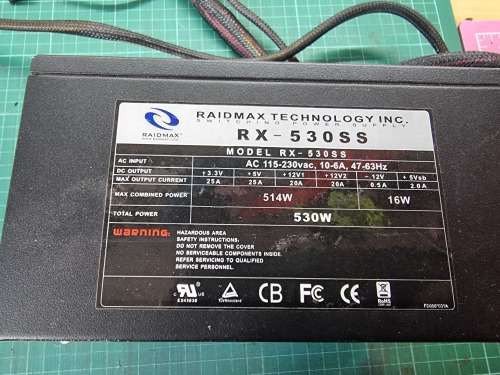 RAIDMAX TECHNOLOGY INC.
SWITCHING POWER SUPPLY
RAIDMAX
RX-530SS
MODEL RX-530SS
AC INPUT AC 115-230vac, 10-6A, 47-63Hz
DC OUTPUT +3.3V +5V +12V1 +12V2 -12V +5Vsb
MAX OUTPUT CURRENT 25A 25A 20A 20A 0.5A 2.0A
MAX COMBINED POWER 514W 16W
TOTAL POWER 530W
warning: HAZARDOUS AREA
SAFETY INSTRUCTIONS:
DO NOT REMOVE THE COVER
NO SERVICEABLE COMPONENTS INSIDE.
REFER SERVICING TO QUALIFIED
SERVICE PERSONNEL.
c RU us CB FC CE RoHS